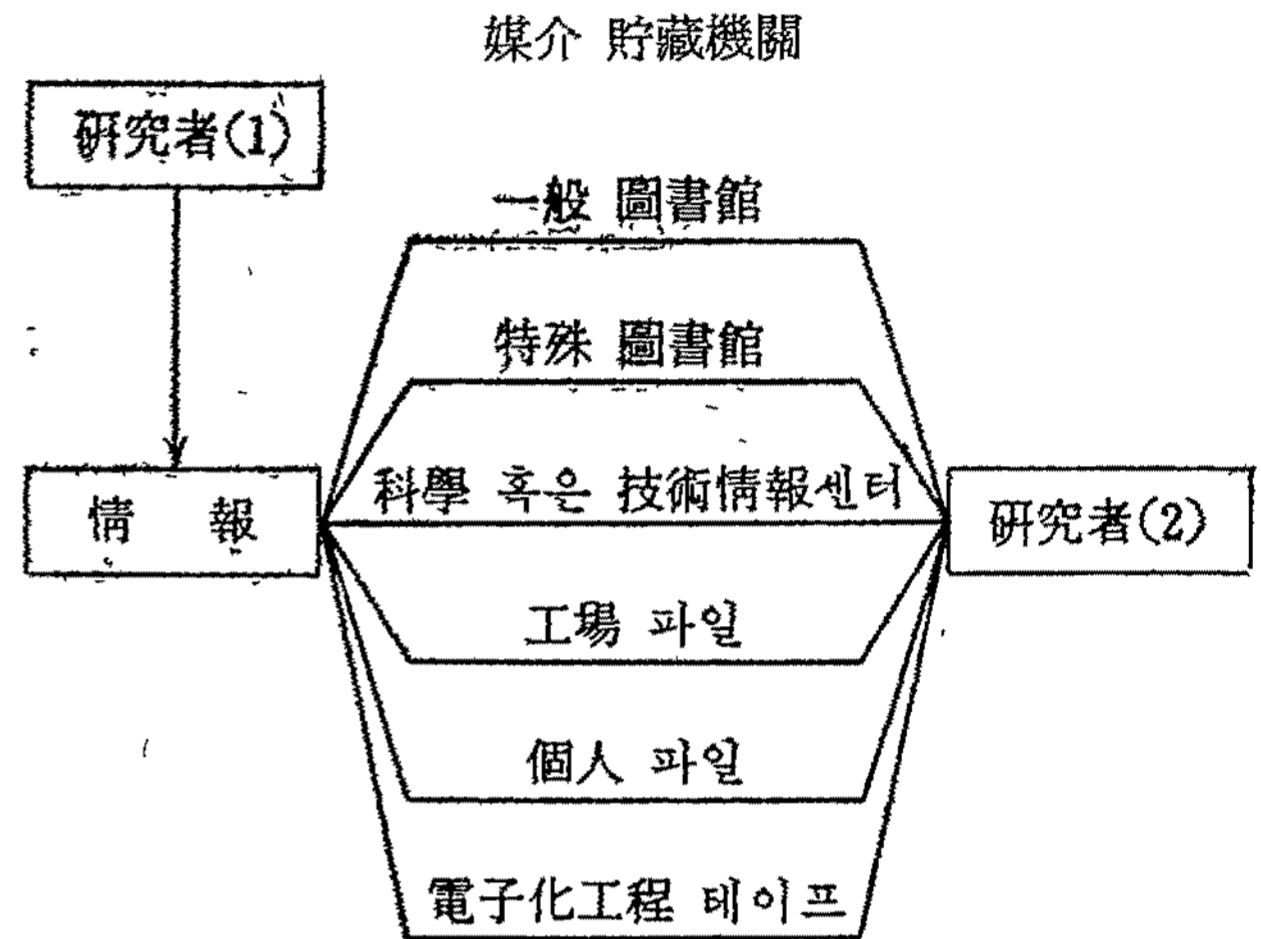 媒介 貯藏機關
硏究者(1)
一般 圖書館
特殊 圖書館
科學 혹은 技術情報센터
情 報
硏究者(2)
工場 파일
個人 파일
電子化工程 테이프